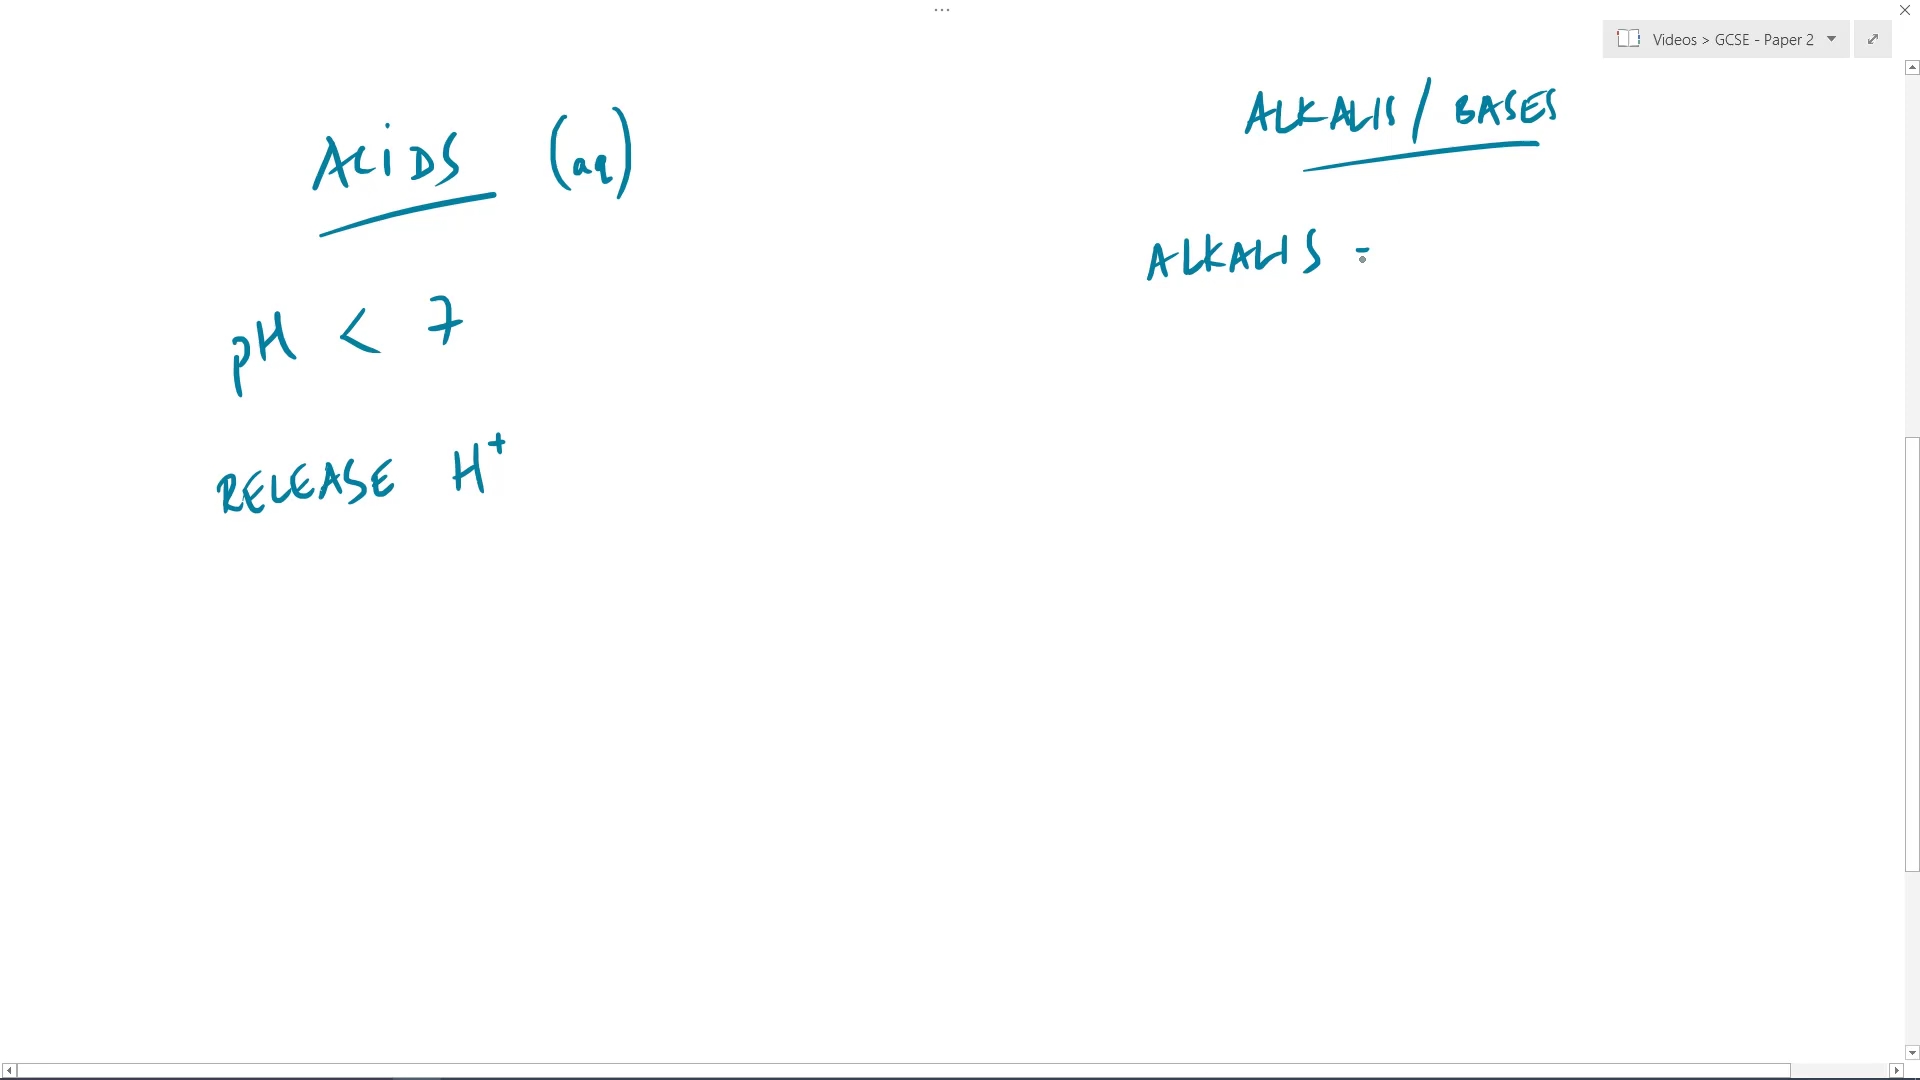 Videos > GCSE - Paper 2
ACiDS (aq)
pH < 7
RELEASE H⁺
ALKALIS / BASES
ALKALIS =